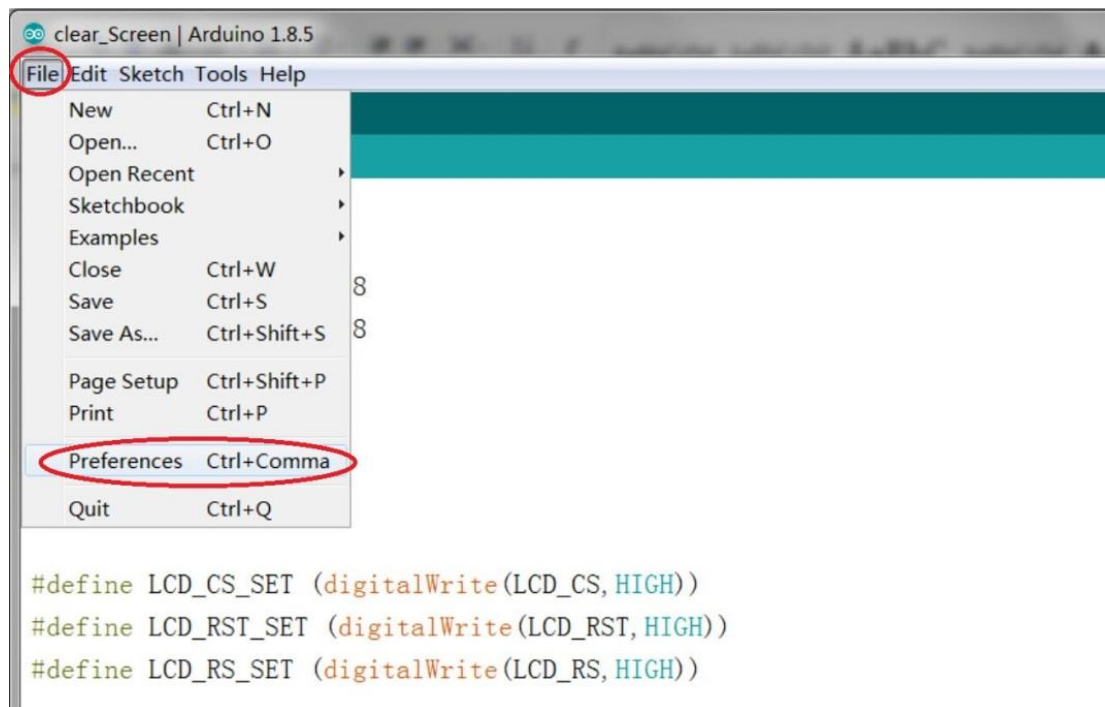 clear_Screen | Arduino 1.8.5
File Edit Sketch Tools Help
New Ctrl+N
Open... Ctrl+O
Open Recent
Sketchbook
Examples
Close Ctrl+W
8
Save Ctrl+S
Save As... Ctrl+Shift+S
8
Page Setup Ctrl+Shift+P
Print Ctrl+P
Preferences Ctrl+Comma
Quit Ctrl+Q
#define LCD_CS_SET (digitalWrite(LCD_CS,HIGH))
#define LCD_RST_SET (digitalWrite(LCD_RST,HIGH))
#define LCD_RS_SET (digitalWrite(LCD_RS,HIGH))